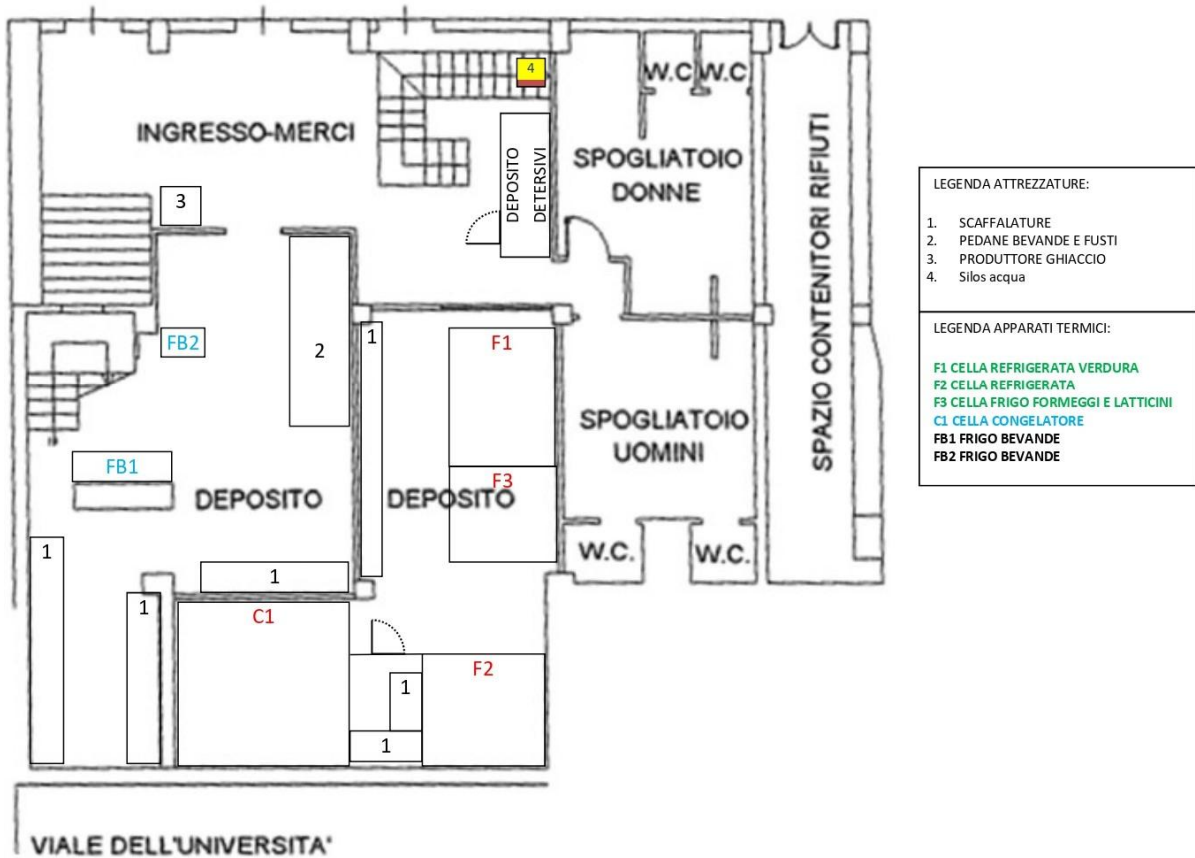 4
W.C W.C
INGRESSO-MERCI
DEPOSITO
DETERSIVI
SPOGLIATOIO
DONNE
SPAZIO CONTENITORI RIFIUTI
3
FB2
2
1
F1
SPOGLIATOIO
UOMINI
FB1
F3
DEPOSITO
DEPOSITO
1
1
1
W.C.
W.C.
C1
F2
1
1
VIALE DELL'UNIVERSITA'
LEGENDA ATTREZZATURE:
1. SCAFFALATURE
2. PEDANE BEVANDE E FUSTI
3. PRODUTTORE GHIACCIO
4. Silos acqua
LEGENDA APPARATI TERMICI:
F1 CELLA REFRIGERATA VERDURA
F2 CELLA REFRIGERATA
F3 CELLA FRIGO FORMEGGI E LATTICINI
C1 CELLA CONGELATORE
FB1 FRIGO BEVANDE
FB2 FRIGO BEVANDE